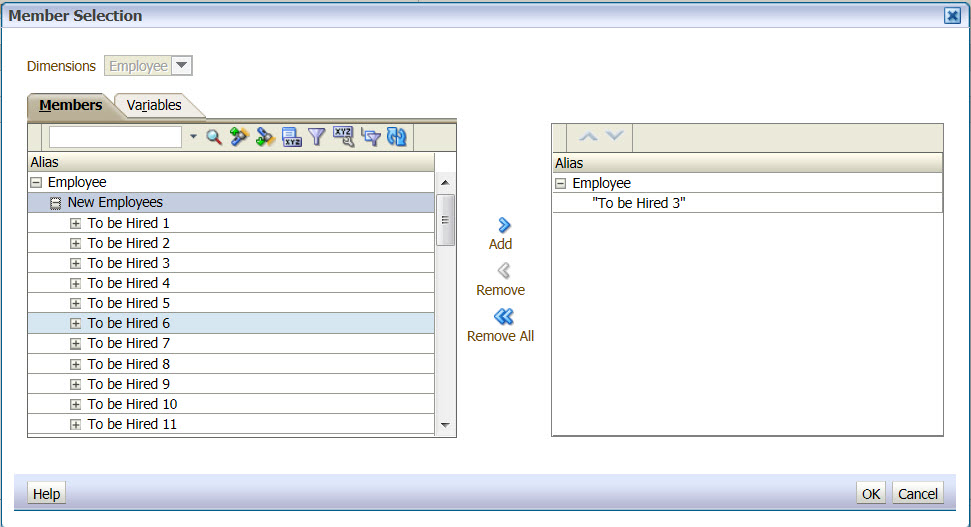 Member Selection
Dimensions Employee
Members Variables
Alias
Employee
New Employees
To be Hired 1
To be Hired 2
To be Hired 3
To be Hired 4
To be Hired 5
To be Hired 6
To be Hired 7
To be Hired 8
To be Hired 9
To be Hired 10
To be Hired 11
Add
Remove
Remove All
Alias
Employee
"To be Hired 3"
Help OK Cancel